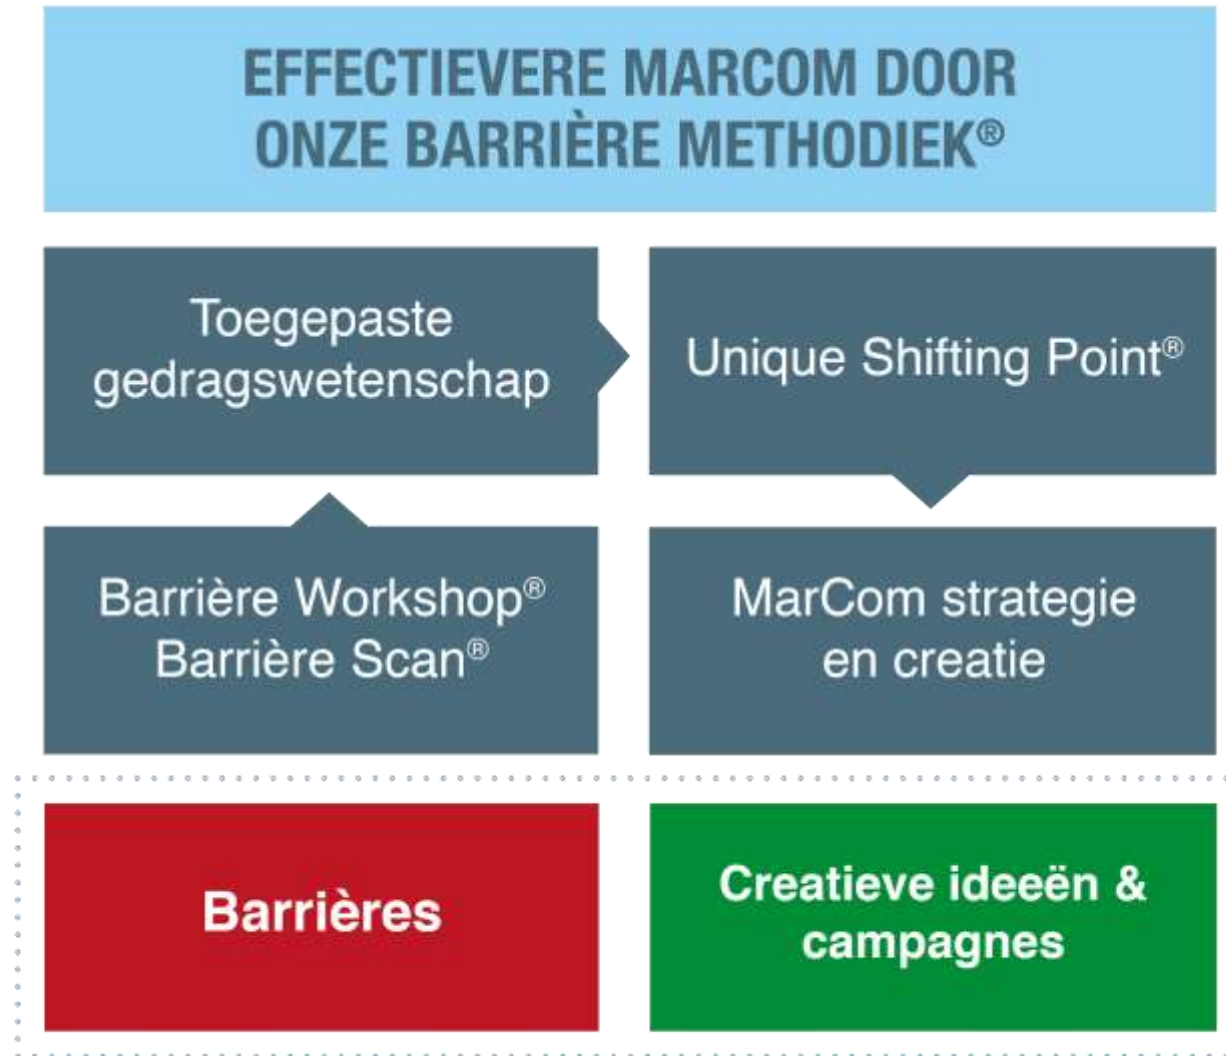 EFFECTIEVERE MARCOM DOOR
ONZE BARRIÈRE METHODIEK®
Toegepaste
gedragswetenschap
Unique Shifting Point®
Barrière Workshop®
Barrière Scan®
MarCom strategie
en creatie
Barrières
Creatieve ideeën &
campagnes